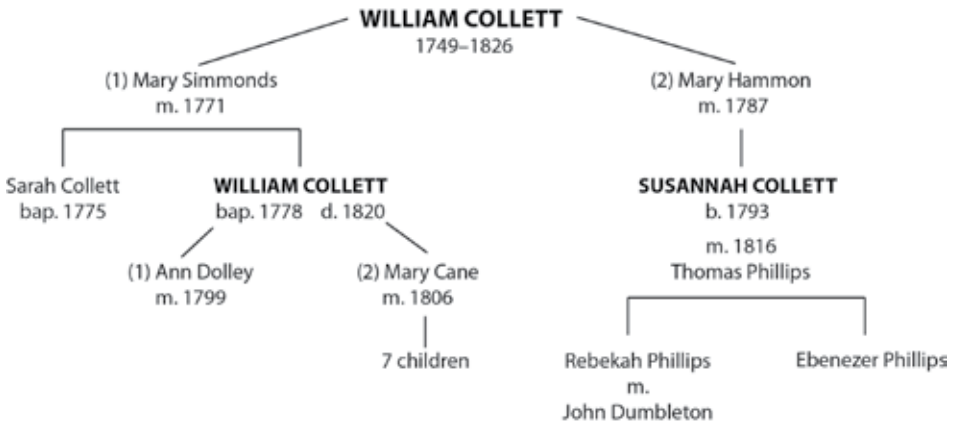 WILLIAM COLLETT
1749–1826
(1) Mary Simmonds
m. 1771
(2) Mary Hammon
m. 1787
Sarah Collett
bap. 1775
WILLIAM COLLETT
bap. 1778 d. 1820
SUSANNAH COLLETT
b. 1793
m. 1816
Thomas Phillips
(1) Ann Dolley
m. 1799
(2) Mary Cane
m. 1806
7 children
Rebekah Phillips
m.
John Dumbleton
Ebenezer Phillips